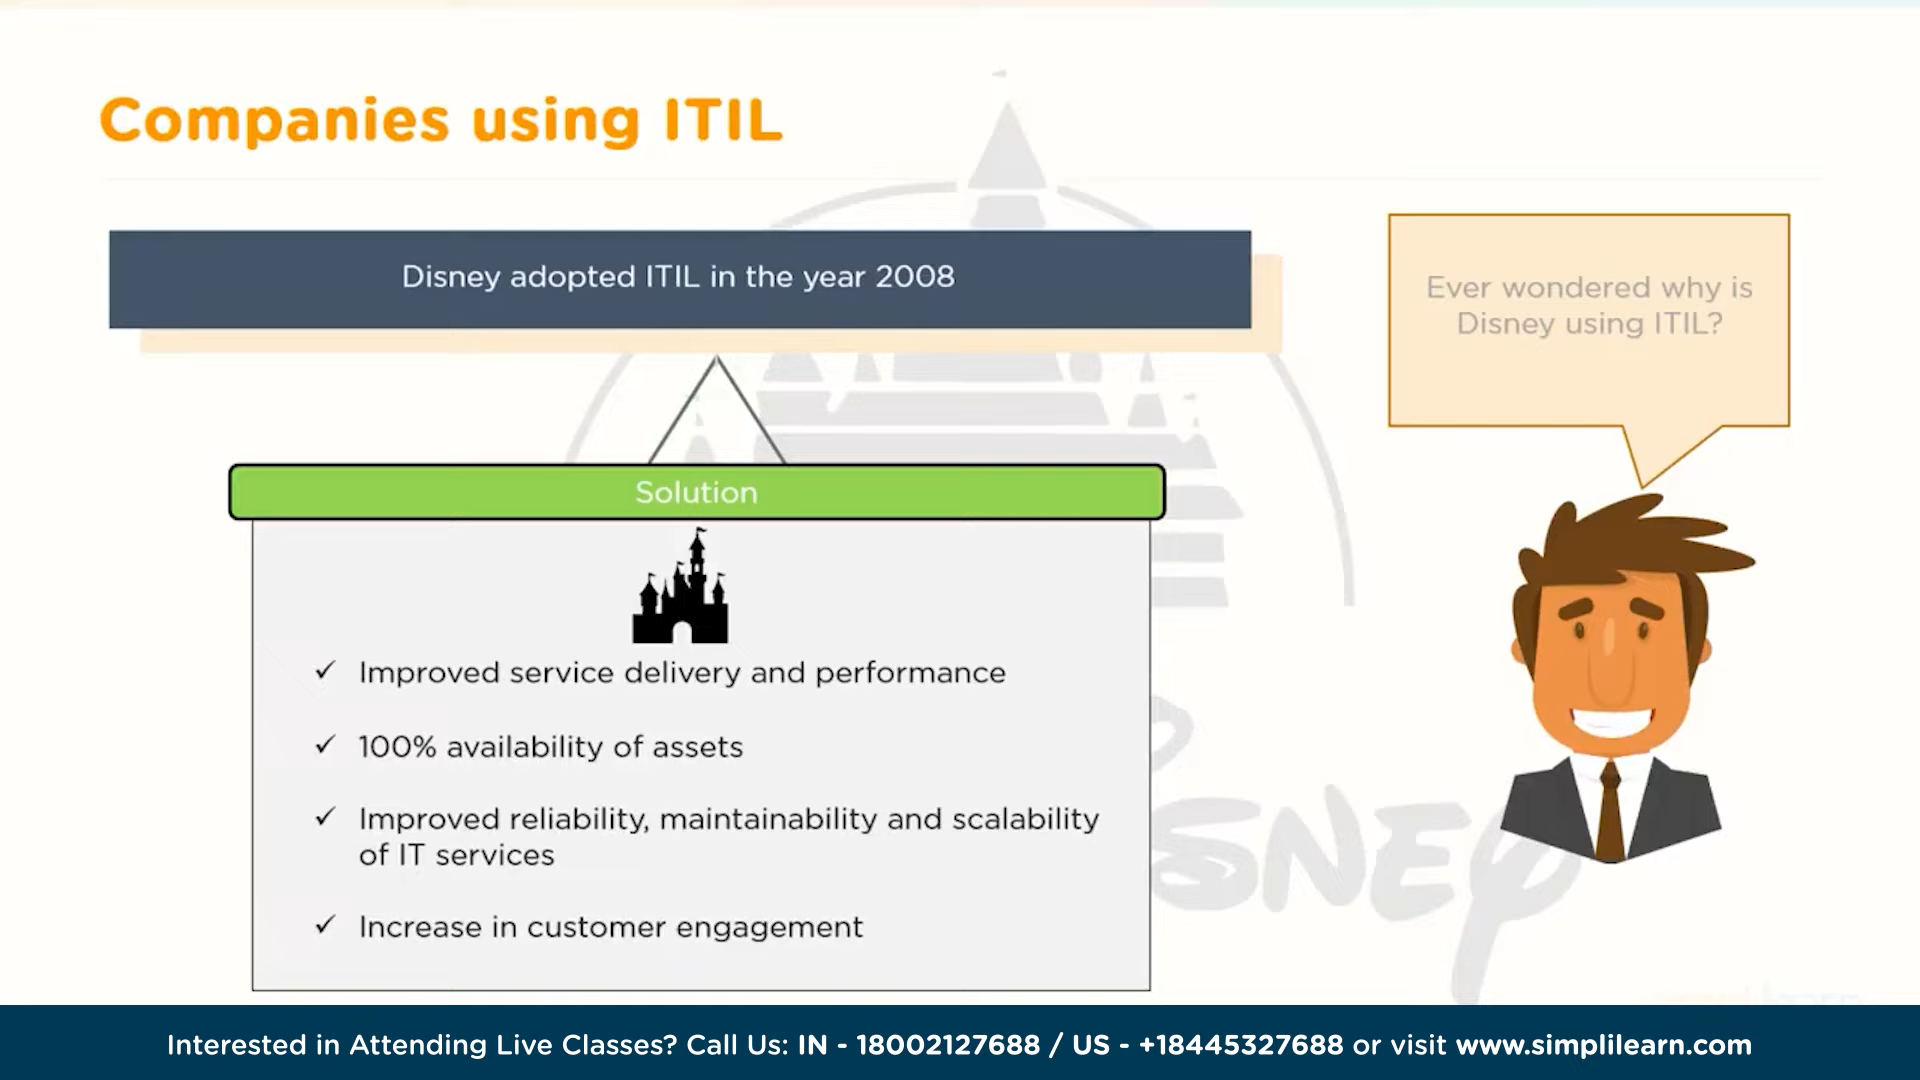 Companies using ITIL
Disney adopted ITIL in the year 2008
Ever wondered why is
Disney using ITIL?
Solution
✓ Improved service delivery and performance
✓ 100% availability of assets
✓ Improved reliability, maintainability and scalability
of IT services
✓ Increase in customer engagement
Interested in Attending Live Classes? Call Us: IN - 18002127688 / US - +18445327688 or visit www.simplilearn.com